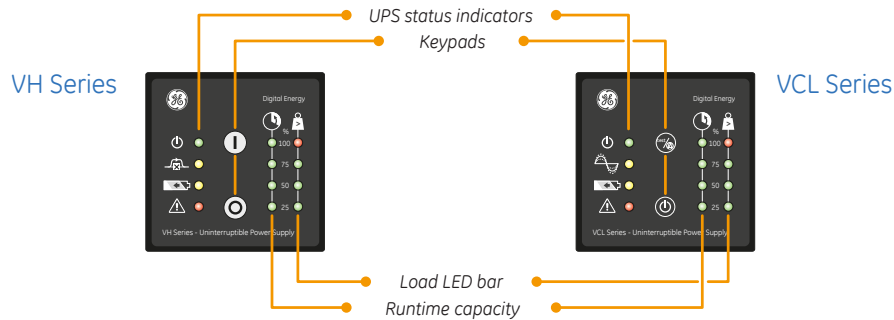 UPS status indicators
Keypads
VH Series
VCL Series
Digital Energy
%
100
75
50
25
VH Series - Uninterruptible Power Supply
Digital Energy
%
100
75
50
25
VCL Series - Uninterruptible Power Supply
Load LED bar
Runtime capacity